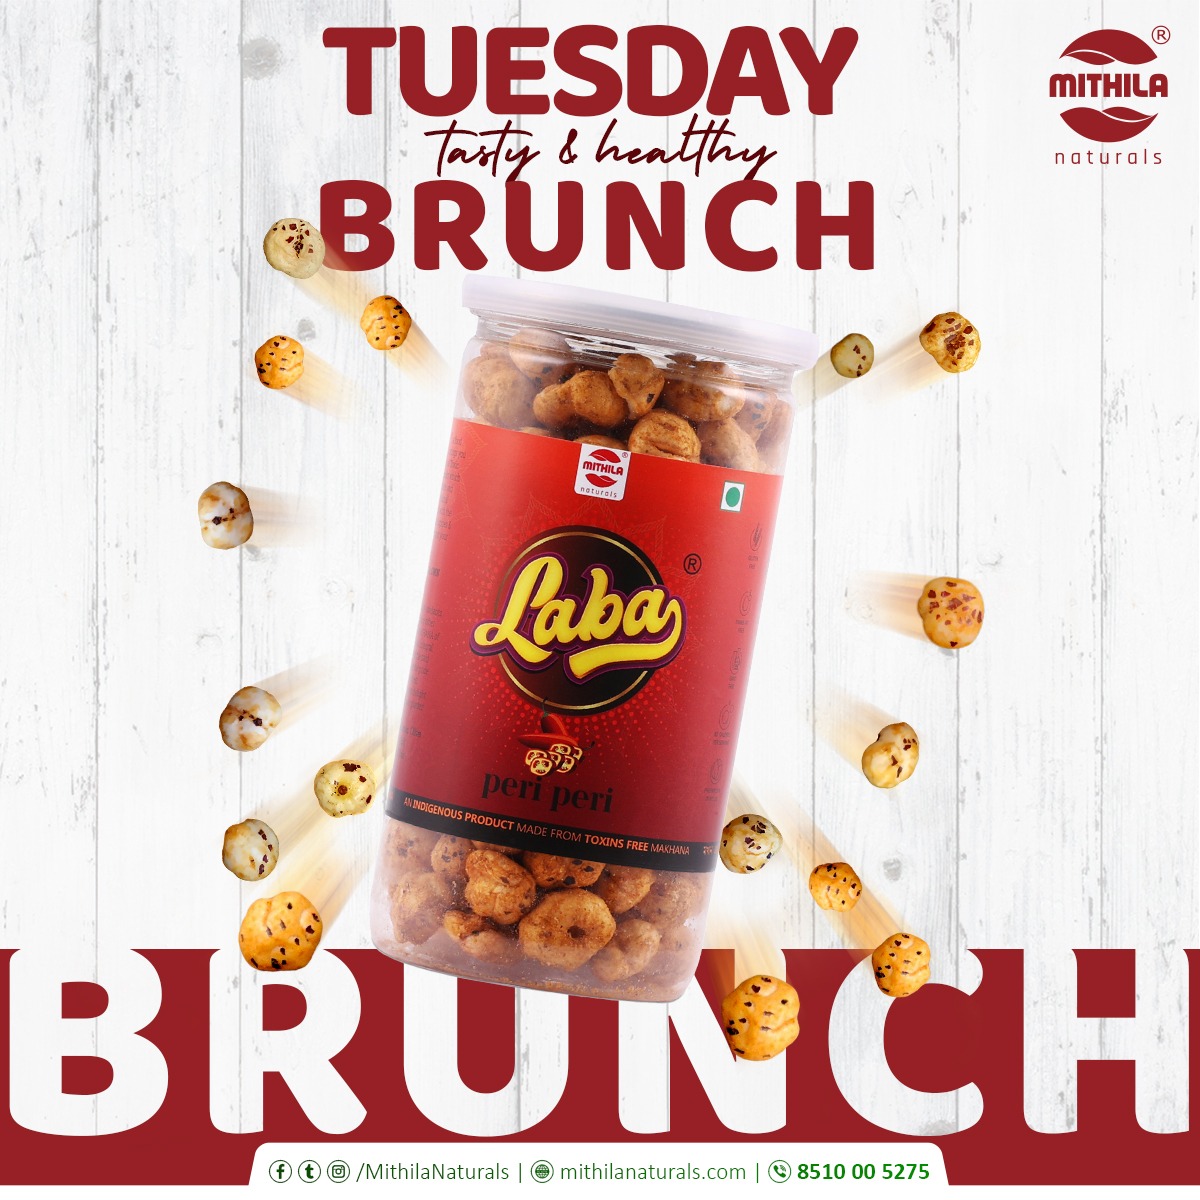 TUESDAY
tasty & healthy
BRUNCH
®
MITHILA
naturals
MITHILA
®
naturals
Laba
®
peri peri
AN INDIGENOUS PRODUCT MADE FROM TOXINS FREE MAKHANA
BRUNCH
/MithilaNaturals | mithilanaturals.com | 8510 00 5275